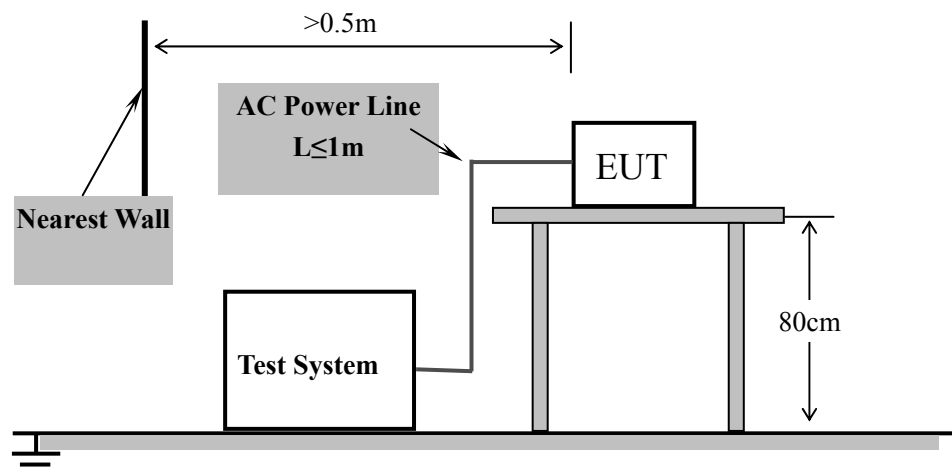 >0.5m
AC Power Line
L≤1m
EUT
Nearest Wall
80cm
Test System